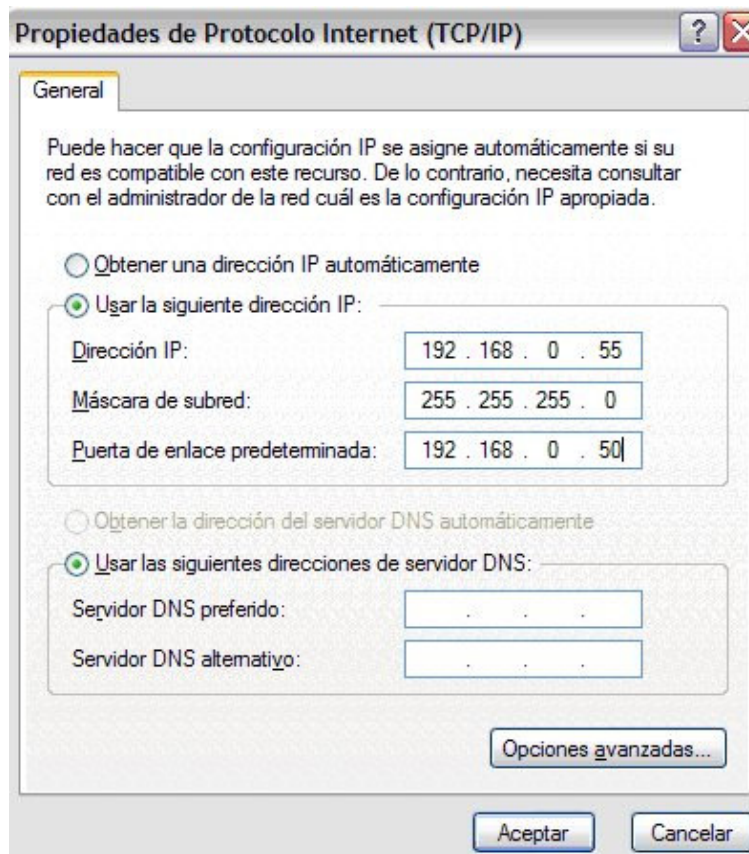 Propiedades de Protocolo Internet (TCP/IP)
General
Puede hacer que la configuración IP se asigne automáticamente si su
red es compatible con este recurso. De lo contrario, necesita consultar
con el administrador de la red cuál es la configuración IP apropiada.
Obtener una dirección IP automáticamente
Usar la siguiente dirección IP:
Dirección IP: 192 . 168 . 0 . 55
Máscara de subred: 255 . 255 . 255 . 0
Puerta de enlace predeterminada: 192 . 168 . 0 . 50
Obtener la dirección del servidor DNS automáticamente
Usar las siguientes direcciones de servidor DNS:
Servidor DNS preferido: . . .
Servidor DNS alternativo: . . .
Opciones avanzadas...
Aceptar Cancelar